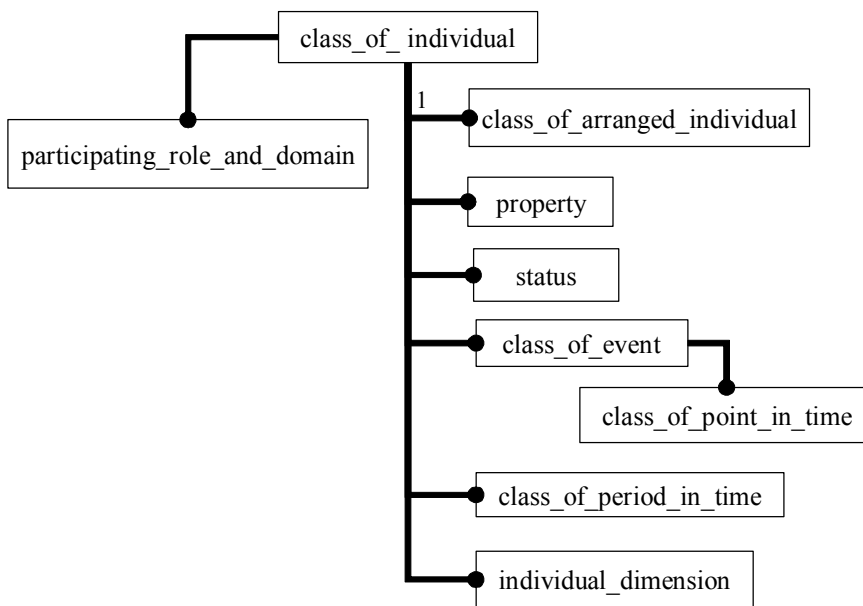 class_of_ individual
1
class_of_arranged_individual
participating_role_and_domain
property
status
class_of_event
class_of_point_in_time
class_of_period_in_time
individual_dimension